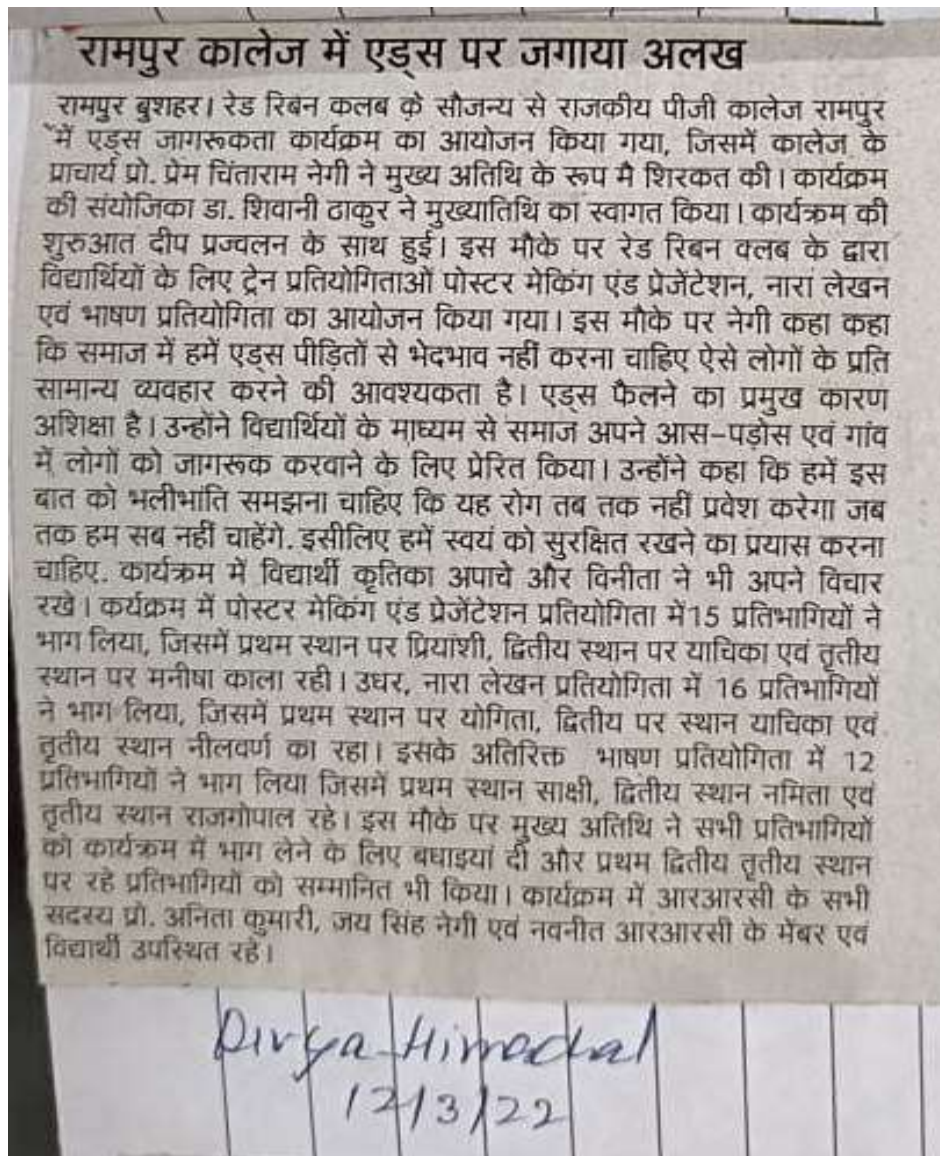 रामपुर कालेज में एड्स पर जगाया अलख
रामपुर बुशहर। रेड रिबन कलब के सौजन्य से राजकीय पीजी कालेज रामपुर
में एड्स जागरूकता कार्यक्रम का आयोजन किया गया, जिसमें कालेज के
प्राचार्य प्रो. प्रेम चिंताराम नेगी ने मुख्य अतिथि के रूप मै शिरकत की। कार्यक्रम
की संयोजिका डा. शिवानी ठाकुर ने मुख्यातिथि का स्वागत किया। कार्यक्रम की
शुरुआत दीप प्रज्वलन के साथ हुई। इस मौके पर रेड रिबन क्लब के द्वारा
विद्यार्थियों के लिए ट्रेन प्रतियोगिताओं पोस्टर मेकिंग एंड प्रेजेंटेशन, नारा लेखन
एवं भाषण प्रतियोगिता का आयोजन किया गया। इस मौके पर नेगी कहा कहा
कि समाज में हमें एड्स पीड़ितों से भेदभाव नहीं करना चाहिए ऐसे लोगों के प्रति
सामान्य व्यवहार करने की आवश्यकता है। एड्स फैलने का प्रमुख कारण
अशिक्षा है। उन्होंने विद्यार्थियों के माध्यम से समाज अपने आस-पड़ोस एवं गांव
में लोगों को जागरूक करवाने के लिए प्रेरित किया। उन्होंने कहा कि हमें इस
बात को भलीभांति समझना चाहिए कि यह रोग तब तक नहीं प्रवेश करेगा जब
तक हम सब नहीं चाहेंगे. इसीलिए हमें स्वयं को सुरक्षित रखने का प्रयास करना
चाहिए. कार्यक्रम में विद्यार्थी कृतिका अपाचे और विनीता ने भी अपने विचार
रखे। कर्यक्रम में पोस्टर मेकिंग एंड प्रेजेंटेशन प्रतियोगिता में15 प्रतिभागियों ने
भाग लिया, जिसमें प्रथम स्थान पर प्रियांशी, द्वितीय स्थान पर याचिका एवं तृतीय
स्थान पर मनीषा काला रही। उधर, नारा लेखन प्रतियोगिता में 16 प्रतिभागियों
ने भाग लिया, जिसमें प्रथम स्थान पर योगिता, द्वितीय पर स्थान याचिका एवं
तृतीय स्थान नीलवर्ण का रहा। इसके अतिरिक्त भाषण प्रतियोगिता में 12
प्रतिभागियों ने भाग लिया जिसमें प्रथम स्थान साक्षी, द्वितीय स्थान नमिता एवं
तृतीय स्थान राजगोपाल रहे। इस मौके पर मुख्य अतिथि ने सभी प्रतिभागियों
को कार्यक्रम में भाग लेने के लिए बधाइयां दी और प्रथम द्वितीय तृतीय स्थान
पर रहे प्रतिभागियों को सम्मानित भी किया। कार्यक्रम में आरआरसी के सभी
सदस्य प्रो. अनिता कुमारी, जय सिंह नेगी एवं नवनीत आरआरसी के मेंबर एवं
विद्यार्थी उपस्थित रहे।
Divya Himachal
12/3/22